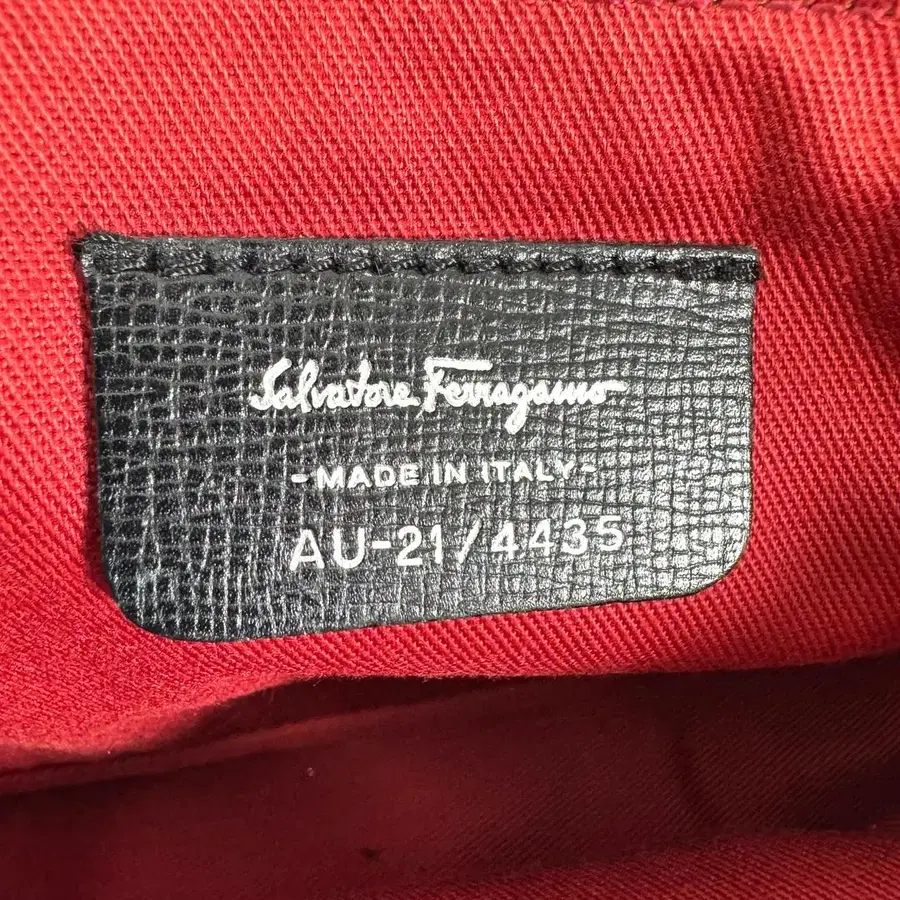 Salvatore Ferragamo
-MADE IN ITALY-
AU-21/4435